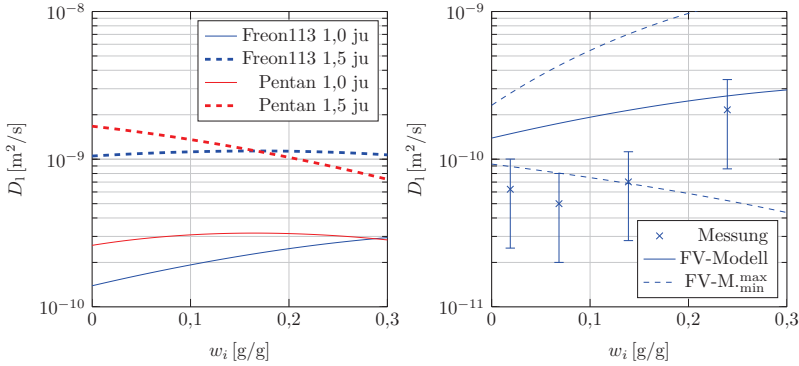 10⁻⁸
10⁻⁹
10⁻¹⁰
D_l [m²/s]
Freon113 1,0 ju
Freon113 1,5 ju
Pentan 1,0 ju
Pentan 1,5 ju
0
0,1
0,2
0,3
w_i [g/g]
10⁻⁹
10⁻¹⁰
10⁻¹¹
D_l [m²/s]
Messung
FV-Modell
FV-M.max min
0
0,1
0,2
0,3
w_i [g/g]